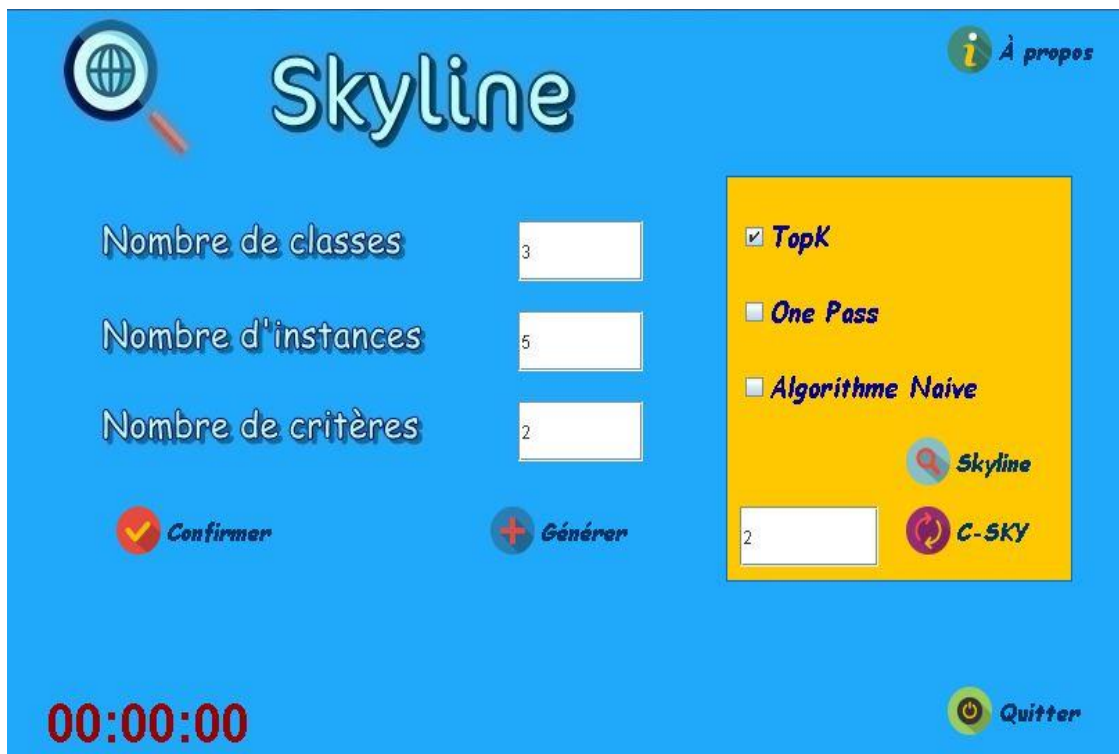 Skyline
À propos
Nombre de classes
3
Nombre d'instances
5
Nombre de critères
2
Confirmer
Générer
TopK
One Pass
Algorithme Naive
Skyline
2
C-SKY
00:00:00
Quitter